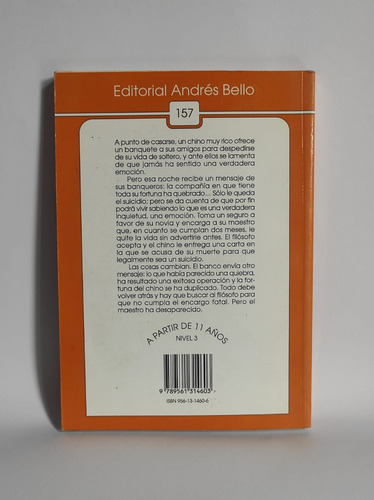 Editorial Andrés Bello
157
A punto de casarse, un chino muy rico ofrece
un banquete a sus amigos para despedirse
de su vida de soltero, y ante ellos se lamenta
de que jamás ha sentido una verdadera
emoción.
Pero esa noche recibe un mensaje de
sus banqueros: la compañía en que tiene
toda su fortuna ha quebrado... Sólo le queda
el suicidio; pero se da cuenta de que por fin
podrá vivir sabiendo lo que es una verdadera
inquietud, una emoción. Toma un seguro a
favor de su novia y encarga a su maestro
que, en cuanto se cumplan dos meses, le
quite la vida sin advertirle antes. El filósofo
acepta y el chino le entrega una carta en
la que se acusa de su muerte para que
legalmente sea un suicidio.
Las cosas cambian. El banco envía otro
mensaje: lo que había parecido una quiebra,
ha resultado una exitosa operación y la for-
tuna del chino se ha duplicado. Todo debe
volver atrás y hay que buscar al filósofo para
que no cumpla el encargo fatal. Pero el
maestro ha desaparecido.
A PARTIR DE 11 AÑOS
NIVEL 3
9 789561 314603
ISBN 956-13-1460-6